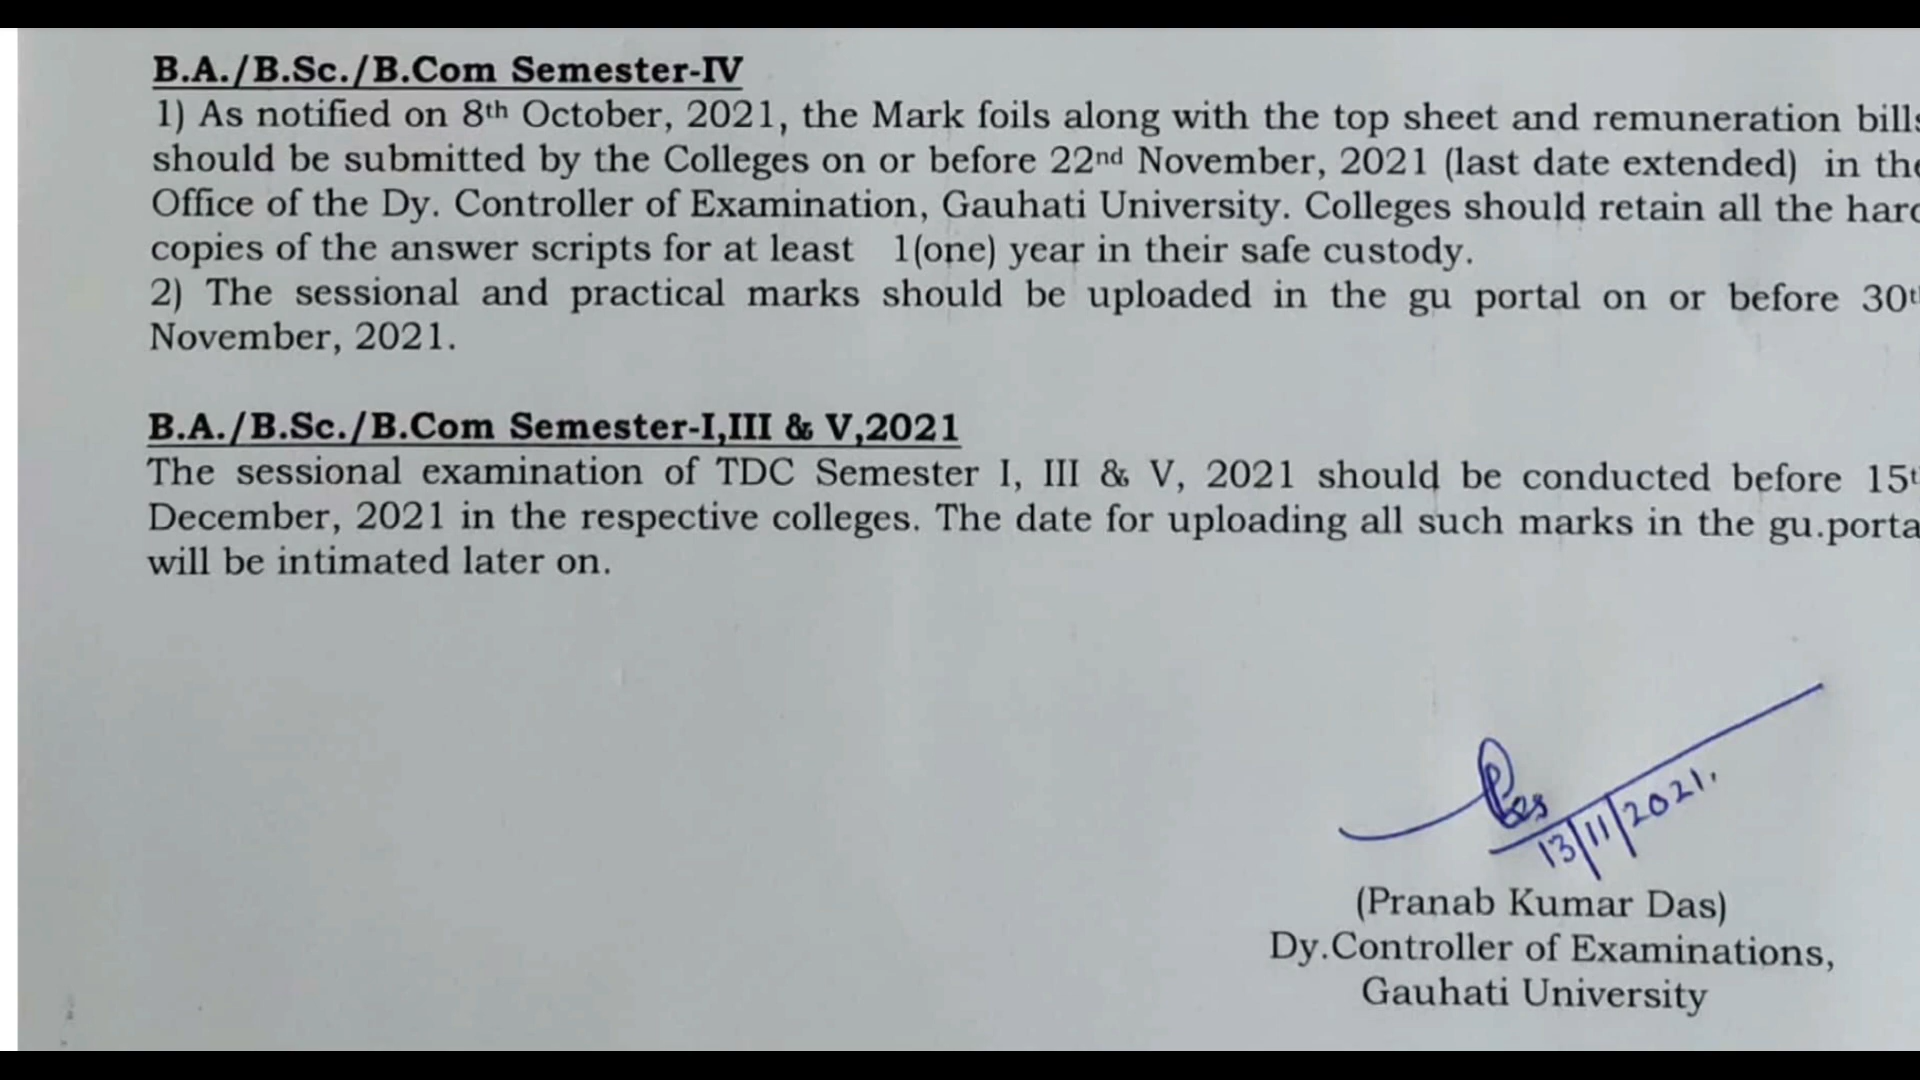 B.A./B.Sc./B.Com Semester-IV
1) As notified on 8th October, 2021, the Mark foils along with the top sheet and remuneration bills
should be submitted by the Colleges on or before 22nd November, 2021 (last date extended) in the
Office of the Dy. Controller of Examination, Gauhati University. Colleges should retain all the hard
copies of the answer scripts for at least 1(one) year in their safe custody.
2) The sessional and practical marks should be uploaded in the gu portal on or before 30th
November, 2021.
B.A./B.Sc./B.Com Semester-I,III & V,2021
The sessional examination of TDC Semester I, III & V, 2021 should be conducted before 15th
December, 2021 in the respective colleges. The date for uploading all such marks in the gu.porta
will be intimated later on.
13/11/2021.
(Pranab Kumar Das)
Dy.Controller of Examinations,
Gauhati University